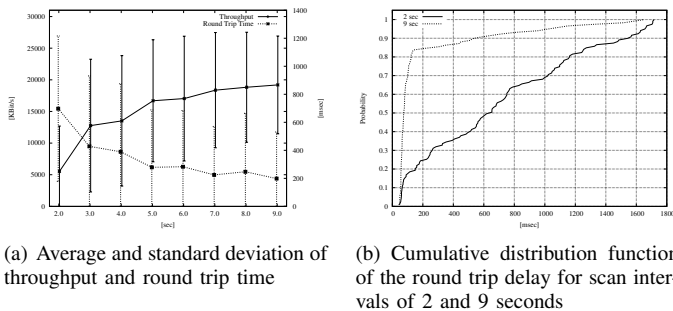 30000
25000
20000
15000
10000
5000
0
[KBit/s]
Throughput
Round Trip Time
1400
1200
1000
800
600
400
200
0
[msec]
2.0 3.0 4.0 5.0 6.0 7.0 8.0 9.0
[sec]
(a) Average and standard deviation of
throughput and round trip time
1
0.9
0.8
0.7
0.6
0.5
0.4
0.3
0.2
0.1
0
Probability
2 sec
9 sec
0 200 400 600 800 1000 1200 1400 1600 1800
[msec]
(b) Cumulative distribution function
of the round trip delay for scan inter-
vals of 2 and 9 seconds